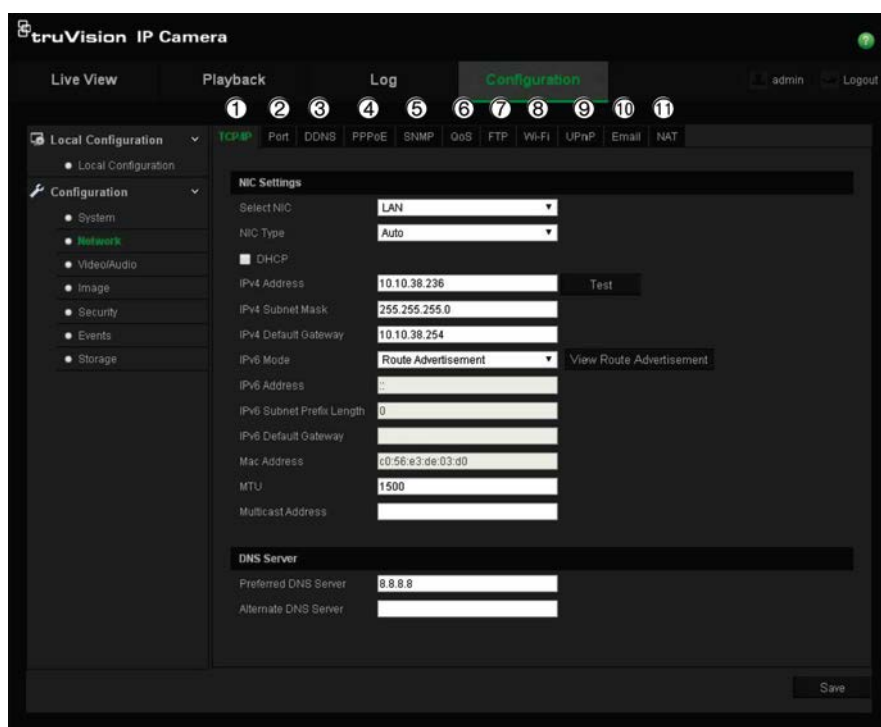 truVision IP Camera
?
Live View Playback Log Configuration admin Logout
① ② ③ ④ ⑤ ⑥ ⑦ ⑧ ⑨ ⑩ ⑪
Local Configuration
TCP/IP Port DDNS PPPoE SNMP QoS FTP Wi-Fi UPnP Email NAT
Local Configuration
Configuration
System
Network
Video/Audio
Image
Security
Events
Storage
NIC Settings
Select NIC LAN
NIC Type Auto
DHCP
IPv4 Address 10.10.38.236 Test
IPv4 Subnet Mask 255.255.255.0
IPv4 Default Gateway 10.10.38.254
IPv6 Mode Route Advertisement View Route Advertisement
IPv6 Address ::
IPv6 Subnet Prefix Length 0
IPv6 Default Gateway
Mac Address c0:56:e3:de:03:d0
MTU 1500
Multicast Address
DNS Server
Preferred DNS Server 8.8.8.8
Alternate DNS Server
Save